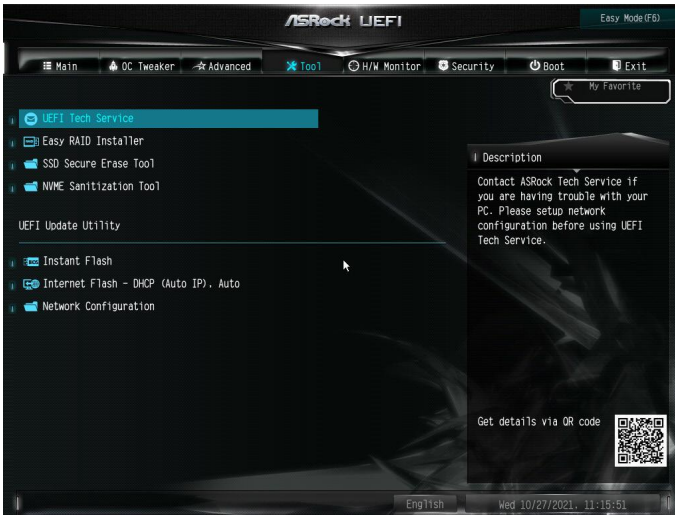 ASRock UEFI
Easy Mode(F6)
Main
OC Tweaker
Advanced
Tool
H/W Monitor
Security
Boot
Exit
My Favorite
UEFI Tech Service
Easy RAID Installer
SSD Secure Erase Tool
NVME Sanitization Tool
UEFI Update Utility
Instant Flash
Internet Flash - DHCP (Auto IP), Auto
Network Configuration
Description
Contact ASRock Tech Service if
you are having trouble with your
PC. Please setup network
configuration before using UEFI
Tech Service.
Get details via QR code
English
Wed 10/27/2021, 11:15:51